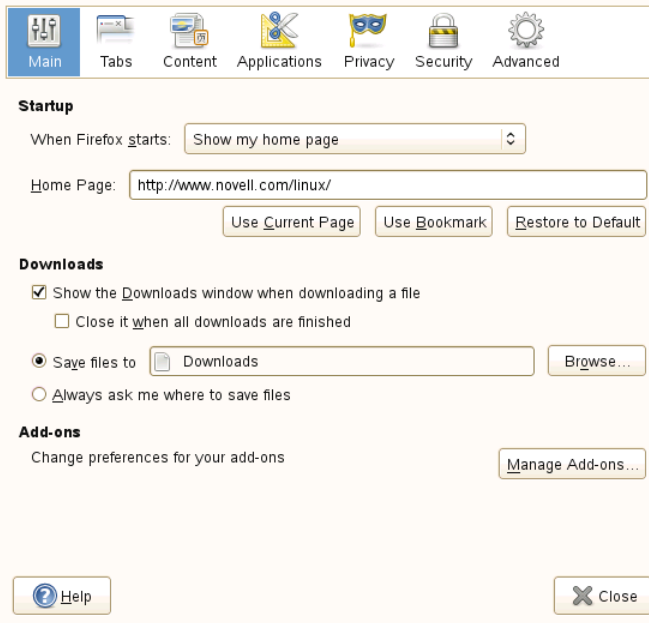 Main Tabs Content Applications Privacy Security Advanced
Startup
When Firefox starts: Show my home page
Home Page: http://www.novell.com/linux/
Use Current Page Use Bookmark Restore to Default
Downloads
Show the Downloads window when downloading a file
Close it when all downloads are finished
Save files to Downloads Browse...
Always ask me where to save files
Add-ons
Change preferences for your add-ons
Manage Add-ons...
Help Close